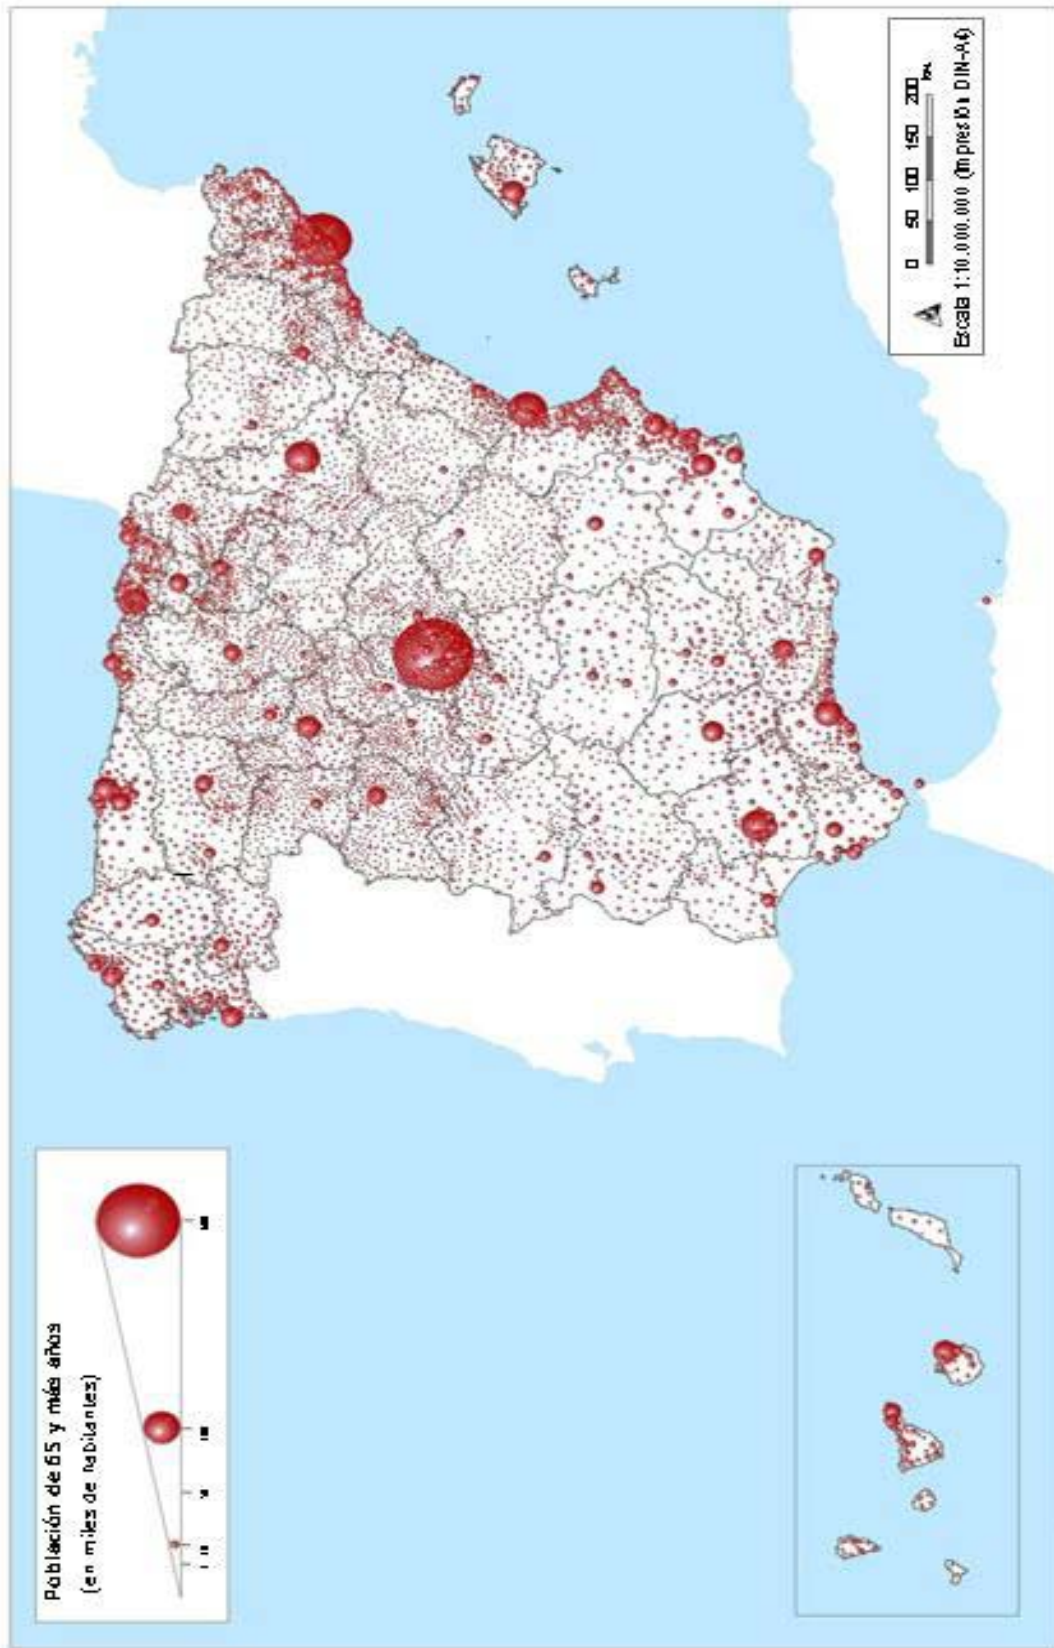 Población de 65 y más años
(en miles de habitantes)
0 50 100 150 200
Km.
Escala 1:10.000.000 (Impresión DIN-A4)